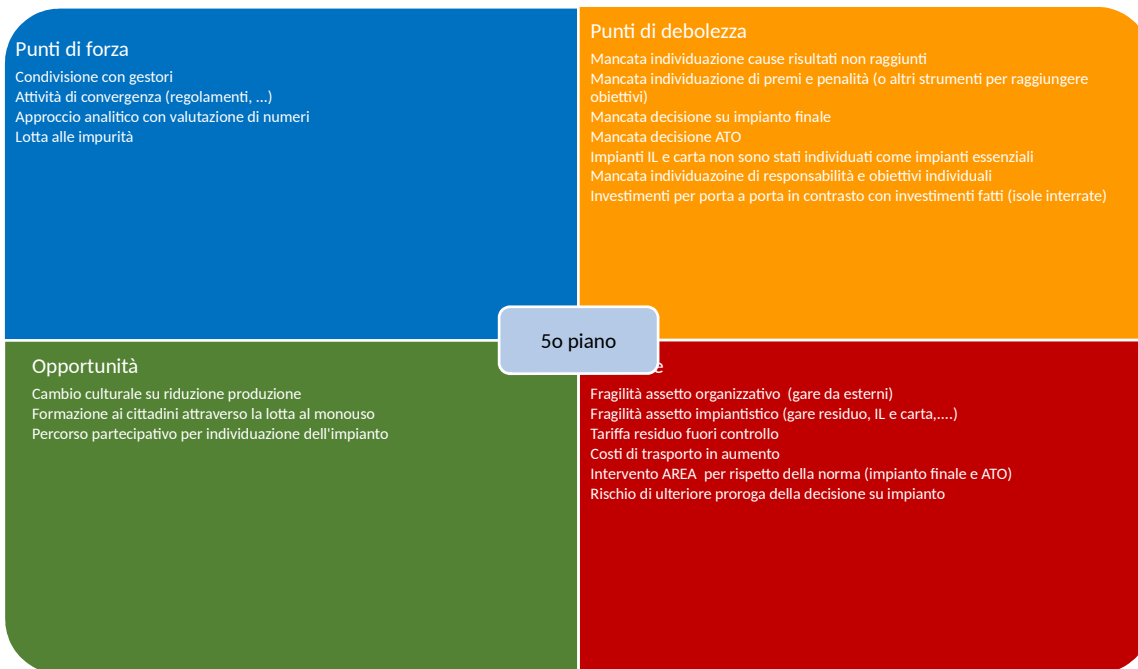 Punti di forza
Condivisione con gestori
Attività di convergenza (regolamenti, ...)
Approccio analitico con valutazione di numeri
Lotta alle impurità
Punti di debolezza
Mancata individuazione cause risultati non raggiunti
Mancata individuazione di premi e penalità (o altri strumenti per raggiungere
obiettivi)
Mancata decisione su impianto finale
Mancata decisione ATO
Impianti IL e carta non sono stati individuati come impianti essenziali
Mancata individuazoine di responsabilità e obiettivi individuali
Investimenti per porta a porta in contrasto con investimenti fatti (isole interrate)
5o piano
Opportunità
Cambio culturale su riduzione produzione
Formazione ai cittadini attraverso la lotta al monouso
Percorso partecipativo per individuazione dell'impianto
Fragilità assetto organizzativo  (gare da esterni)
Fragilità assetto impiantistico (gare residuo, IL e carta,....)
Tariffa residuo fuori controllo
Costi di trasporto in aumento
Intervento AREA  per rispetto della norma (impianto finale e ATO)
Rischio di ulteriore proroga della decisione su impianto